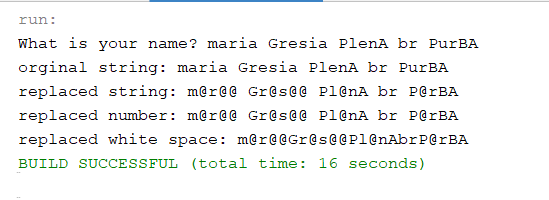 run:
What is your name? maria Gresia PlenA br PurBA
orginal string: maria Gresia PlenA br PurBA
replaced string: m@r@@ Gr@s@@ Pl@nA br P@rBA
replaced number: m@r@@ Gr@s@@ Pl@nA br P@rBA
replaced white space: m@r@@Gr@s@@Pl@nAbrP@rBA
BUILD SUCCESSFUL (total time: 16 seconds)